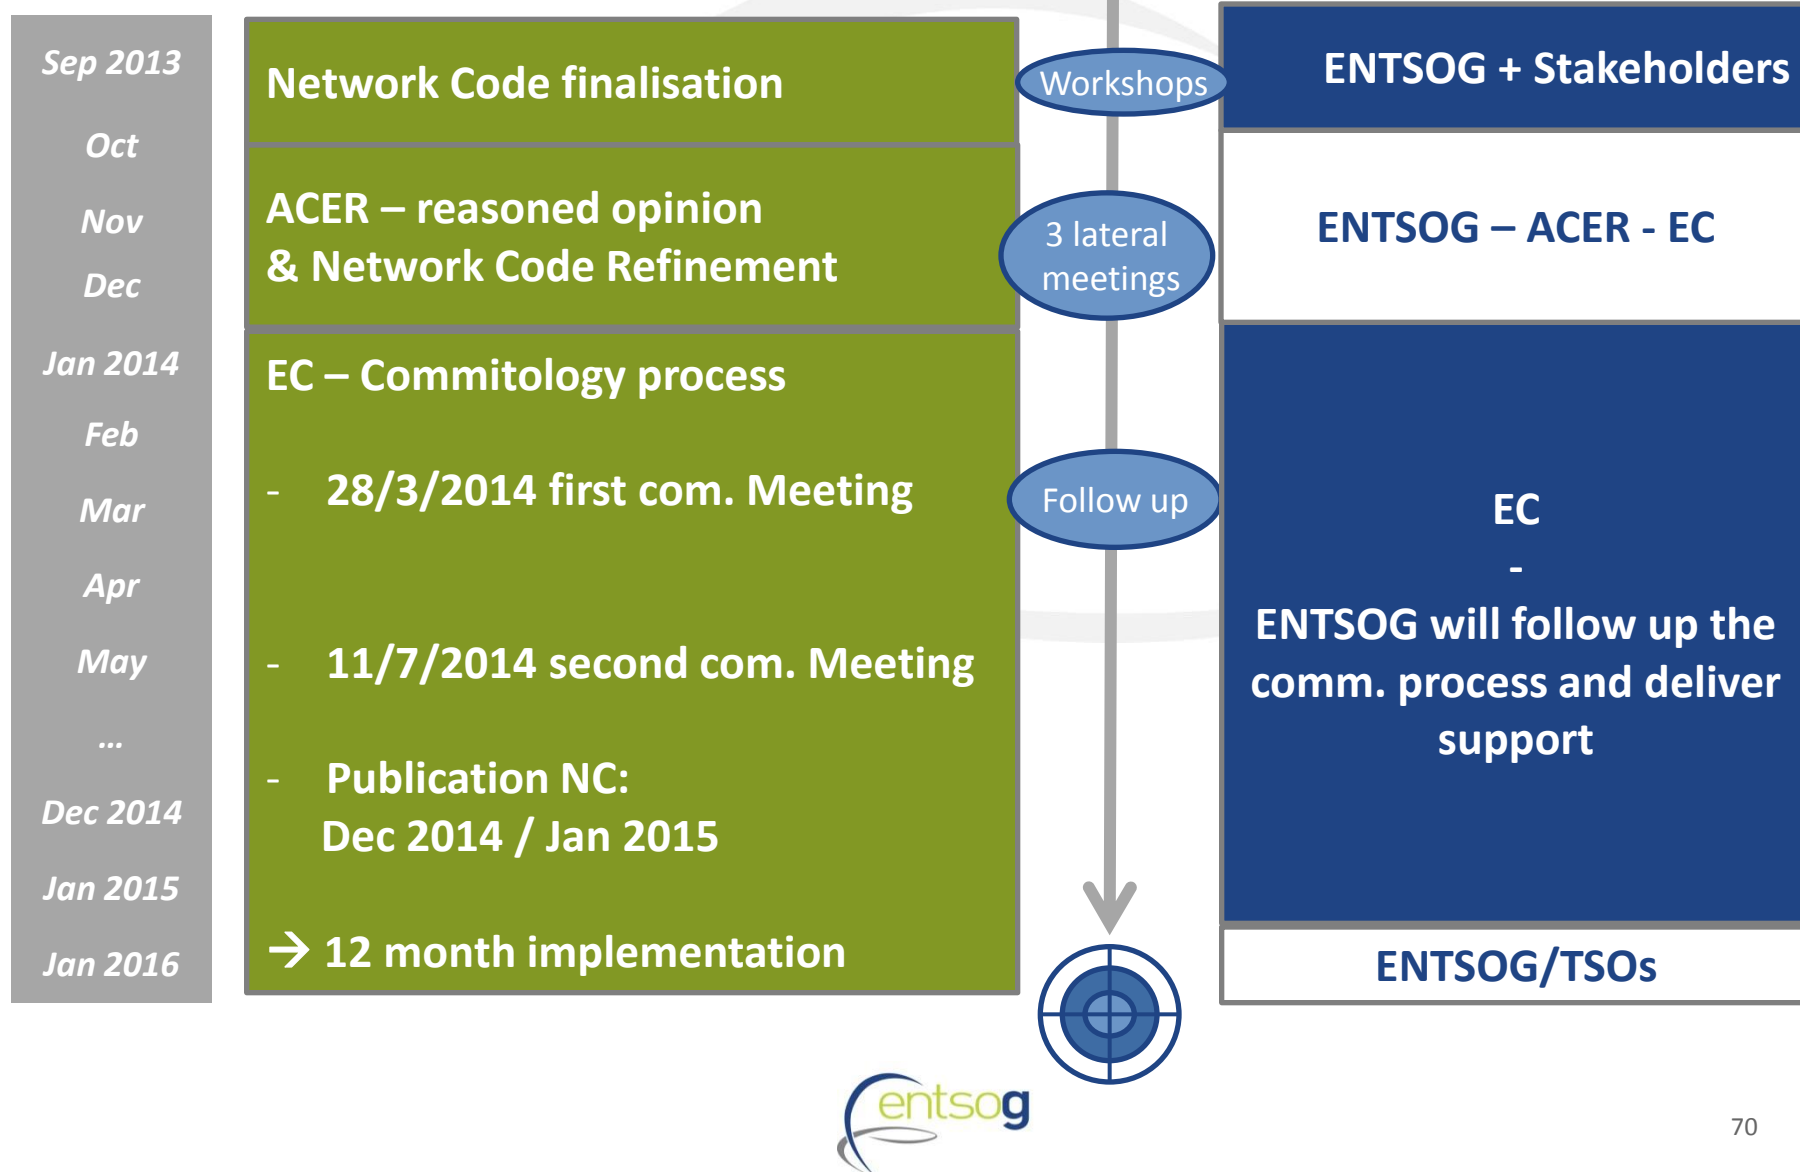 Sep 2013
Oct
Nov
Dec
Jan 2014
Feb
Mar
Apr
May
...
Dec 2014
Jan 2015
Jan 2016
Network Code finalisation
ACER – reasoned opinion
& Network Code Refinement
EC – Commitology process
- 28/3/2014 first com. Meeting
- 11/7/2014 second com. Meeting
- Publication NC:
Dec 2014 / Jan 2015
→ 12 month implementation
Workshops
3 lateral
meetings
Follow up
ENTSOG + Stakeholders
ENTSOG – ACER - EC
EC
-
ENTSOG will follow up the
comm. process and deliver
support
ENTSOG/TSOs
entsog
70